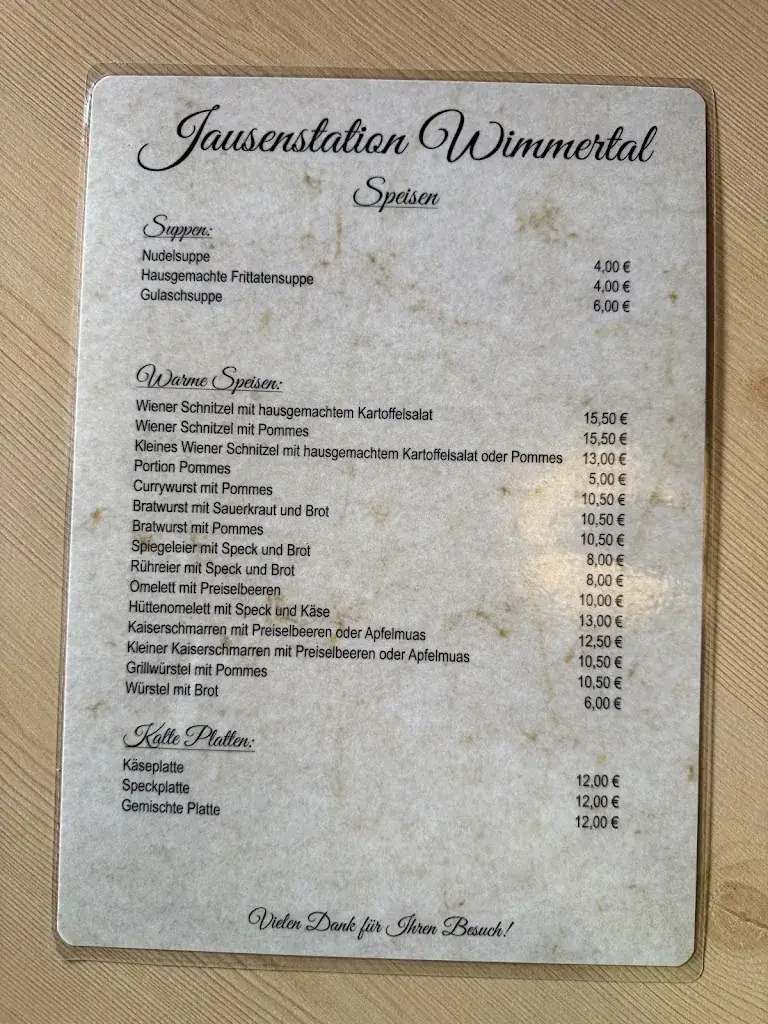 Jausenstation Wimmertal
Speisen
Suppen:
Nudelsuppe 4,00 €
Hausgemachte Frittatensuppe 4,00 €
Gulaschsuppe 6,00 €
Warme Speisen:
Wiener Schnitzel mit hausgemachtem Kartoffelsalat 15,50 €
Wiener Schnitzel mit Pommes 15,50 €
Kleines Wiener Schnitzel mit hausgemachtem Kartoffelsalat oder Pommes 13,00 €
Portion Pommes 5,00 €
Currywurst mit Pommes 10,50 €
Bratwurst mit Sauerkraut und Brot 10,50 €
Bratwurst mit Pommes 10,50 €
Spiegeleier mit Speck und Brot 8,00 €
Rühreier mit Speck und Brot 8,00 €
Omelett mit Preiselbeeren 10,00 €
Hüttenomelett mit Speck und Käse 13,00 €
Kaiserschmarren mit Preiselbeeren oder Apfelmuas 12,50 €
Kleiner Kaiserschmarren mit Preiselbeeren oder Apfelmuas 10,50 €
Grillwürstel mit Pommes 10,50 €
Würstel mit Brot 6,00 €
Kalte Platten:
Käseplatte 12,00 €
Speckplatte 12,00 €
Gemischte Platte 12,00 €
Vielen Dank für Ihren Besuch!